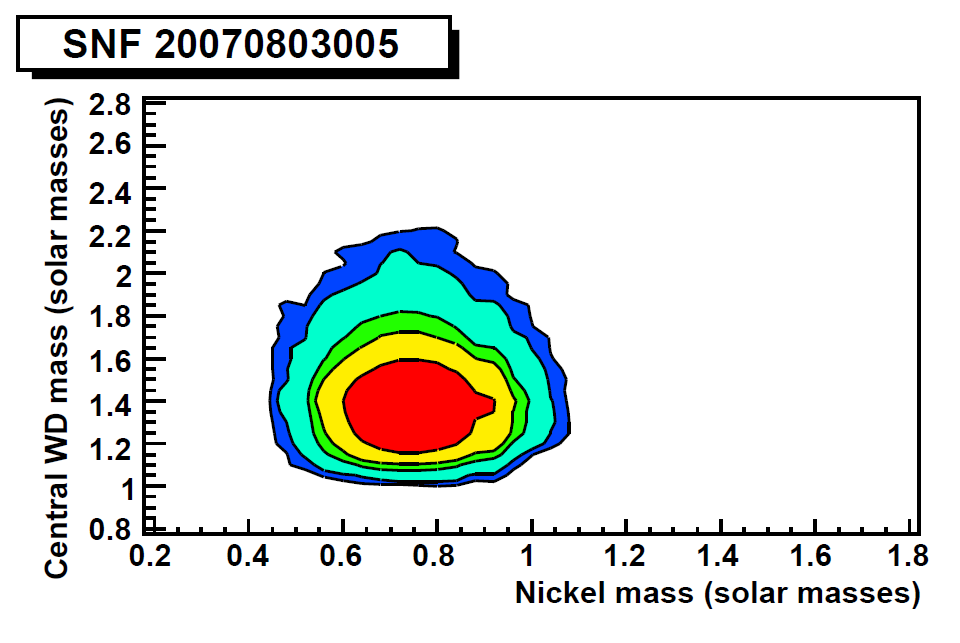 SNF 20070803005
Central WD mass (solar masses)
2.8
2.6
2.4
2.2
2
1.8
1.6
1.4
1.2
1
0.8
0.2 0.4 0.6 0.8 1 1.2 1.4 1.6 1.8
Nickel mass (solar masses)